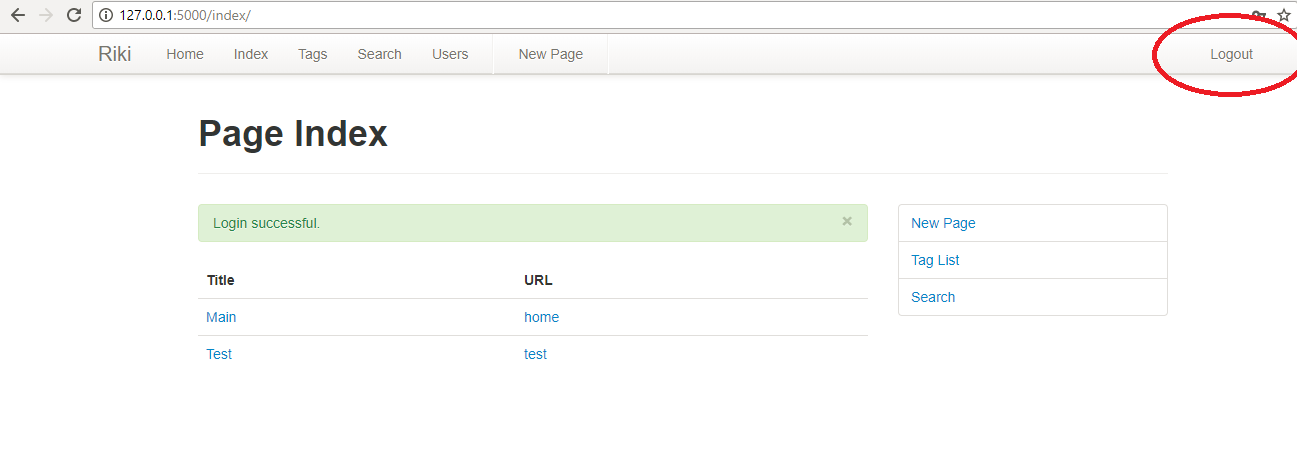 127.0.0.1:5000/index/
Riki Home Index Tags Search Users New Page Logout
Page Index
Login successful. ×
New Page
Tag List
Search
Title URL
Main home
Test test